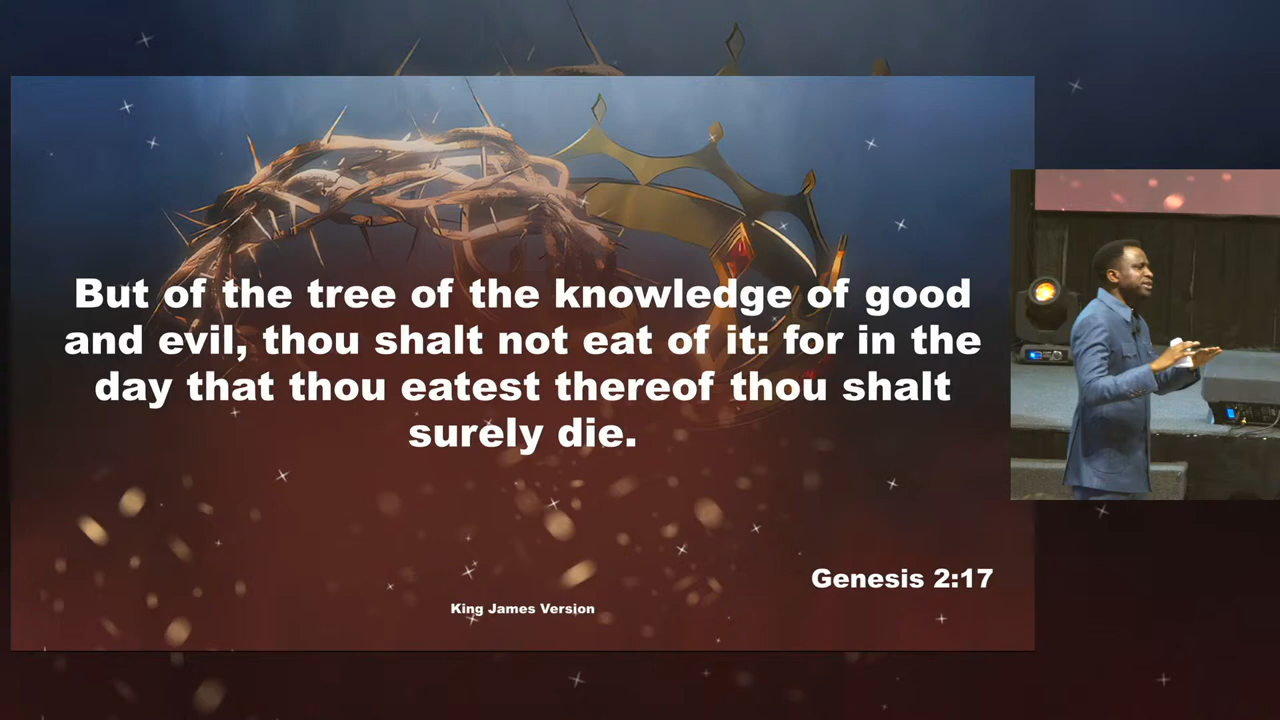 But of the tree of the knowledge of good
and evil, thou shalt not eat of it: for in the
day that thou eatest thereof thou shalt
surely die.
Genesis 2:17
King James Version